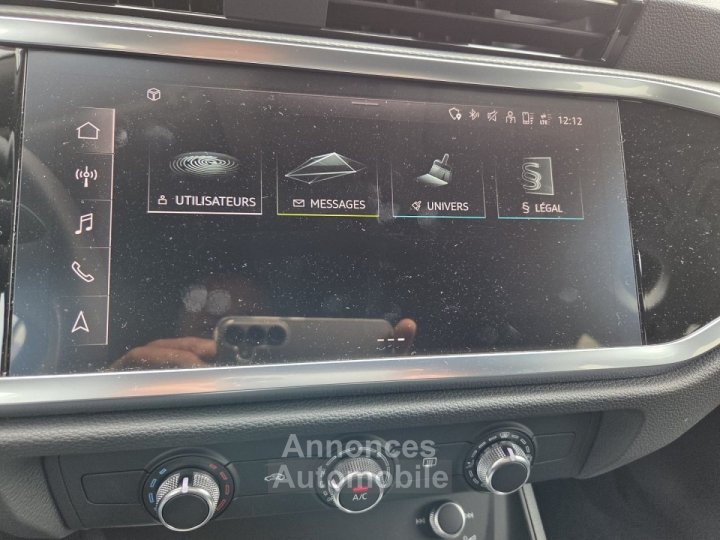 12:12
UTILISATEURS
MESSAGES
UNIVERS
§ LÉGAL
Annonces
Automobile
A/C